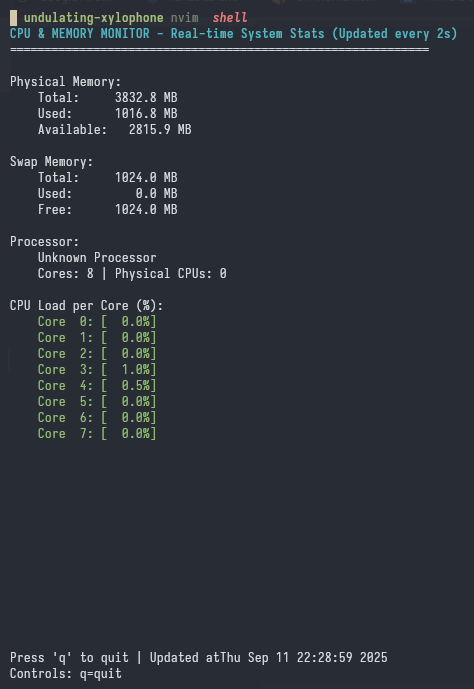 undulating-xylophone nvim shell
CPU & MEMORY MONITOR - Real-time System Stats (Updated every 2s)
============================================================
Physical Memory:
Total: 3832.8 MB
Used: 1016.8 MB
Available: 2815.9 MB
Swap Memory:
Total: 1024.0 MB
Used: 0.0 MB
Free: 1024.0 MB
Processor:
Unknown Processor
Cores: 8 | Physical CPUs: 0
CPU Load per Core (%):
Core 0: [ 0.0%]
Core 1: [ 0.0%]
Core 2: [ 0.0%]
Core 3: [ 1.0%]
Core 4: [ 0.5%]
Core 5: [ 0.0%]
Core 6: [ 0.0%]
Core 7: [ 0.0%]
Press 'q' to quit | Updated atThu Sep 11 22:28:59 2025
Controls: q=quit